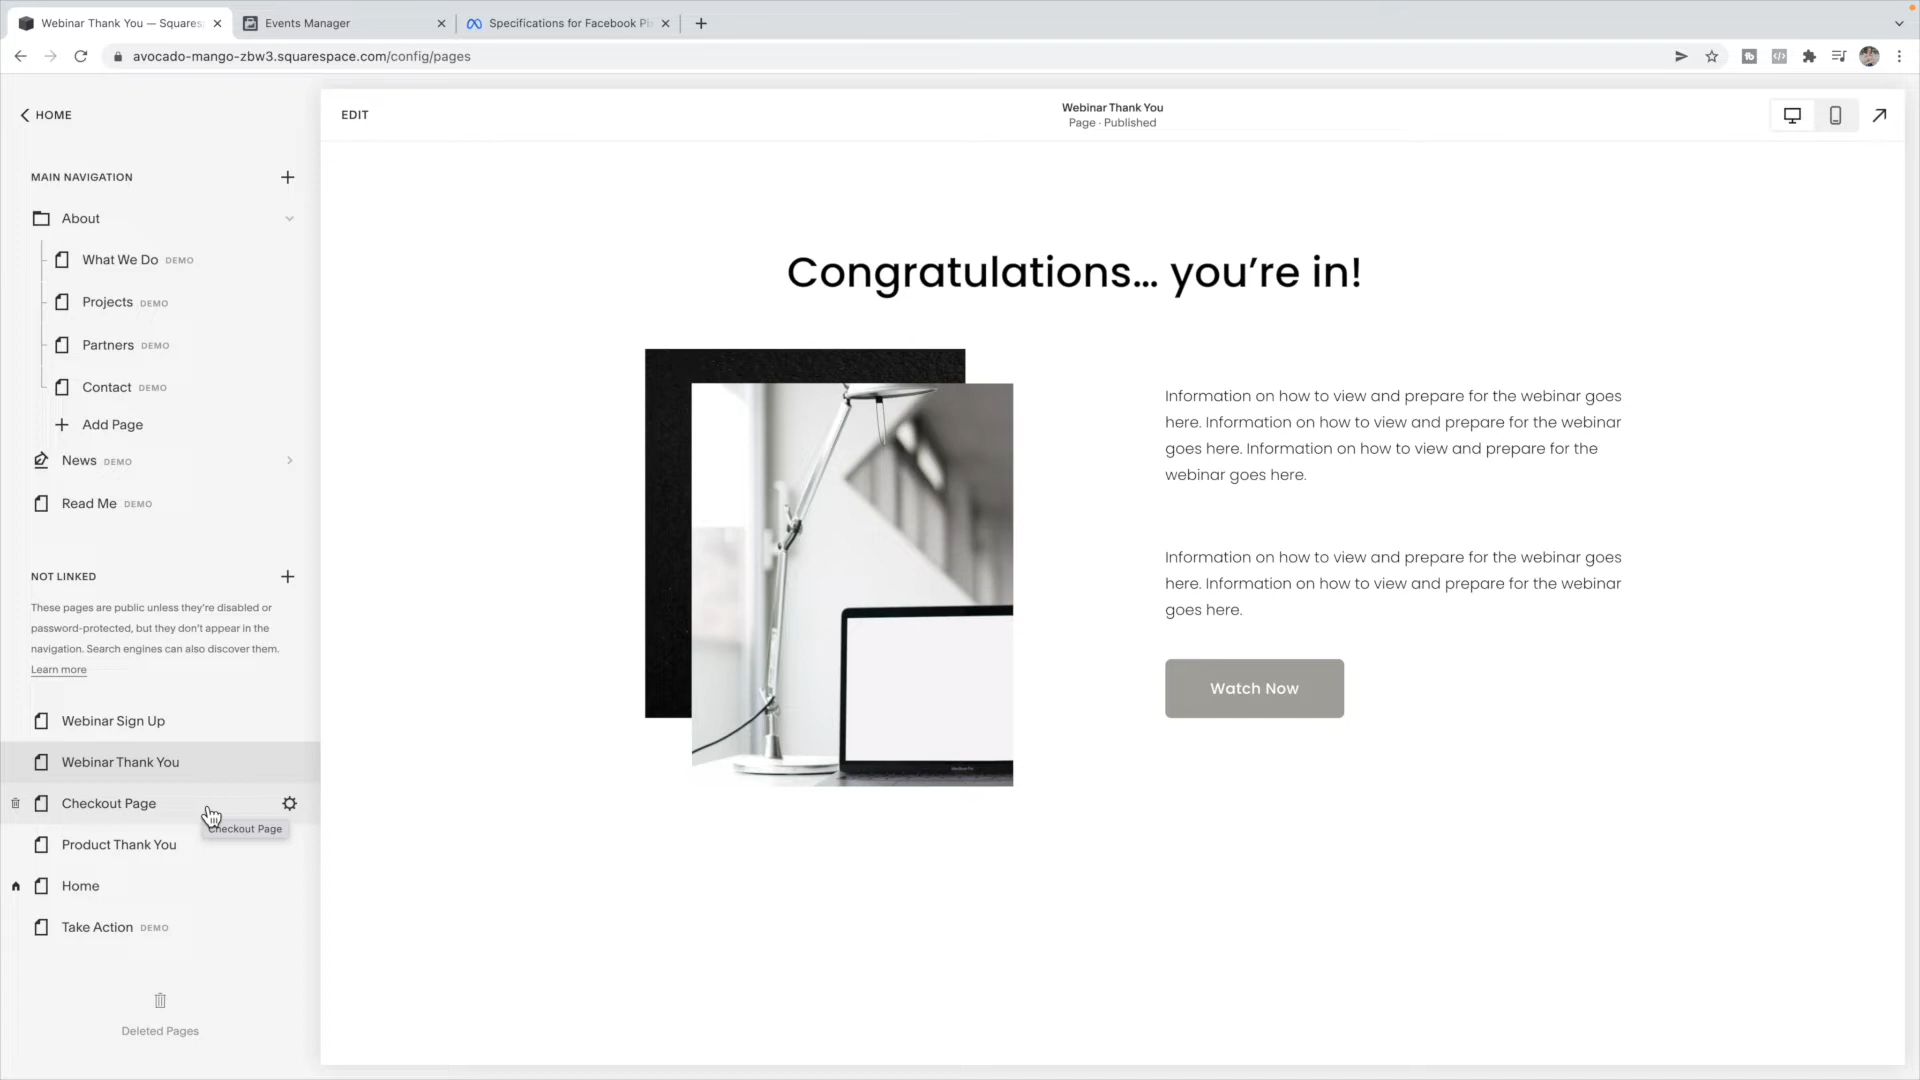 Webinar Thank You — Squares
Events Manager
Specifications for Facebook Pi
avocado-mango-zbw3.squarespace.com/config/pages
HOME
EDIT
Webinar Thank You
Page · Published
MAIN NAVIGATION
About
What We Do DEMO
Projects DEMO
Partners DEMO
Contact DEMO
Add Page
News DEMO
Read Me DEMO
NOT LINKED
These pages are public unless they're disabled or
password-protected, but they don't appear in the
navigation. Search engines can also discover them.
Learn more
Webinar Sign Up
Webinar Thank You
Checkout Page
Checkout Page
Product Thank You
Home
Take Action DEMO
Deleted Pages
Congratulations... you’re in!
Information on how to view and prepare for the webinar goes
here. Information on how to view and prepare for the webinar
goes here. Information on how to view and prepare for the
webinar goes here.
Information on how to view and prepare for the webinar goes
here. Information on how to view and prepare for the webinar
goes here.
Watch Now